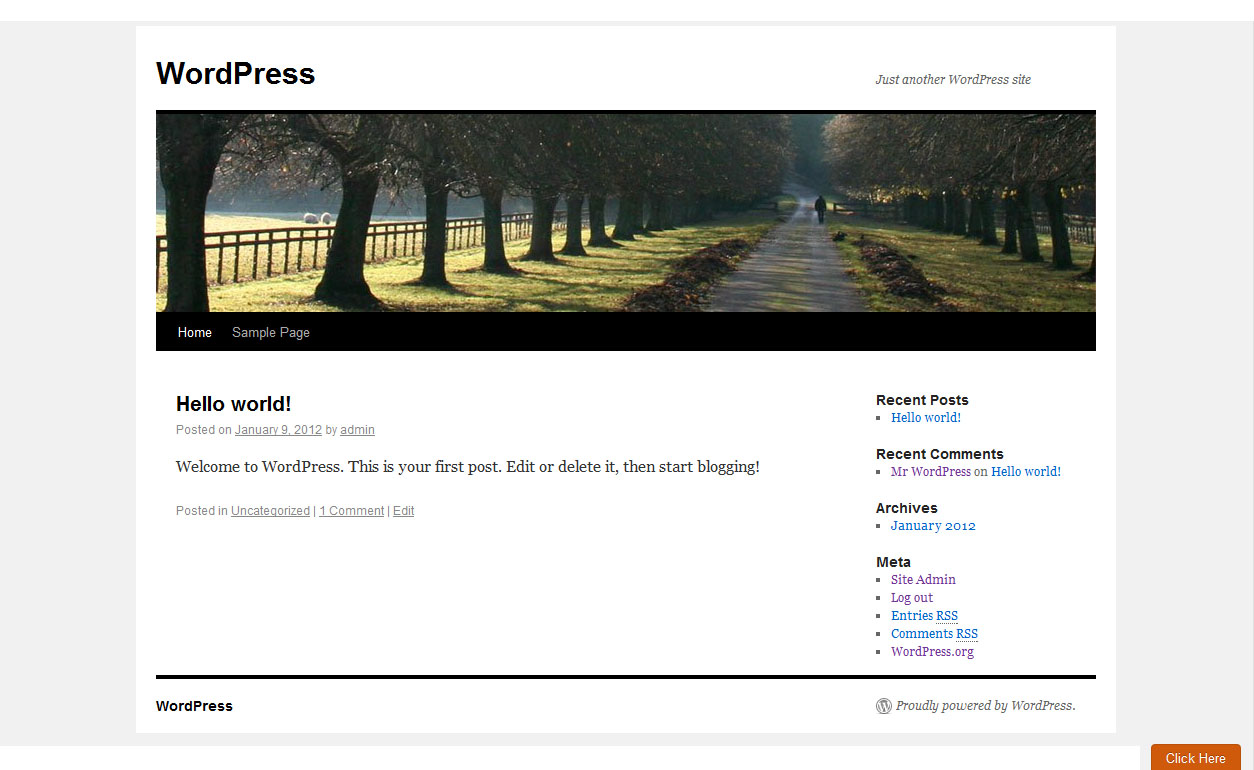 WordPress
Just another WordPress site
Home Sample Page
Hello world!
Posted on January 9, 2012 by admin
Welcome to WordPress. This is your first post. Edit or delete it, then start blogging!
Posted in Uncategorized | 1 Comment | Edit
Recent Posts
Hello world!
Recent Comments
Mr WordPress on Hello world!
Archives
January 2012
Meta
Site Admin
Log out
Entries RSS
Comments RSS
WordPress.org
WordPress
Proudly powered by WordPress.
Click Here